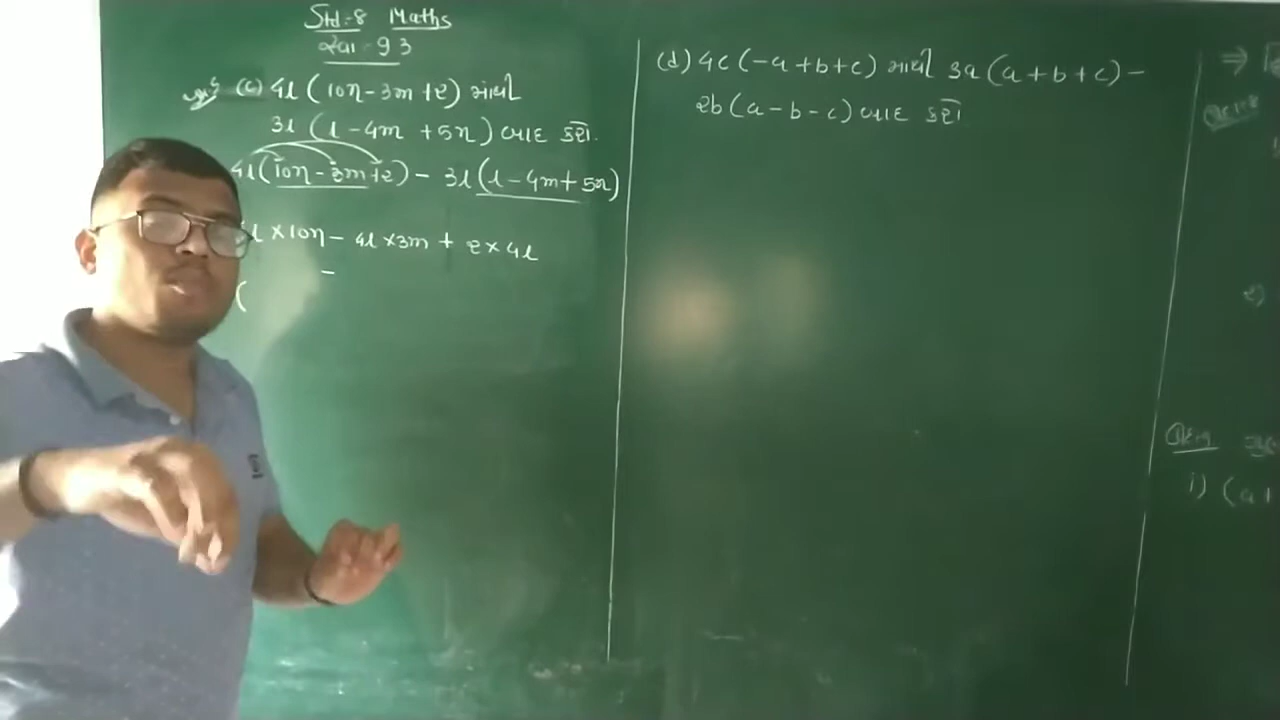 Std:-8 Maths
સ્વા - 9.3
(c) 4l (10n - 3m + 2) માંથી
3l (l - 4m + 5n) બાદ કરો.
4l (10n - 3m + 2) - 3l (l - 4m + 5n)
l × 10n - 4l × 3m + 2 × 4l
-
(
(d) 4c (-a + b + c) માંથી 3a (a + b + c) -
2b (a - b - c) બાદ કરો
⇒
i) (a